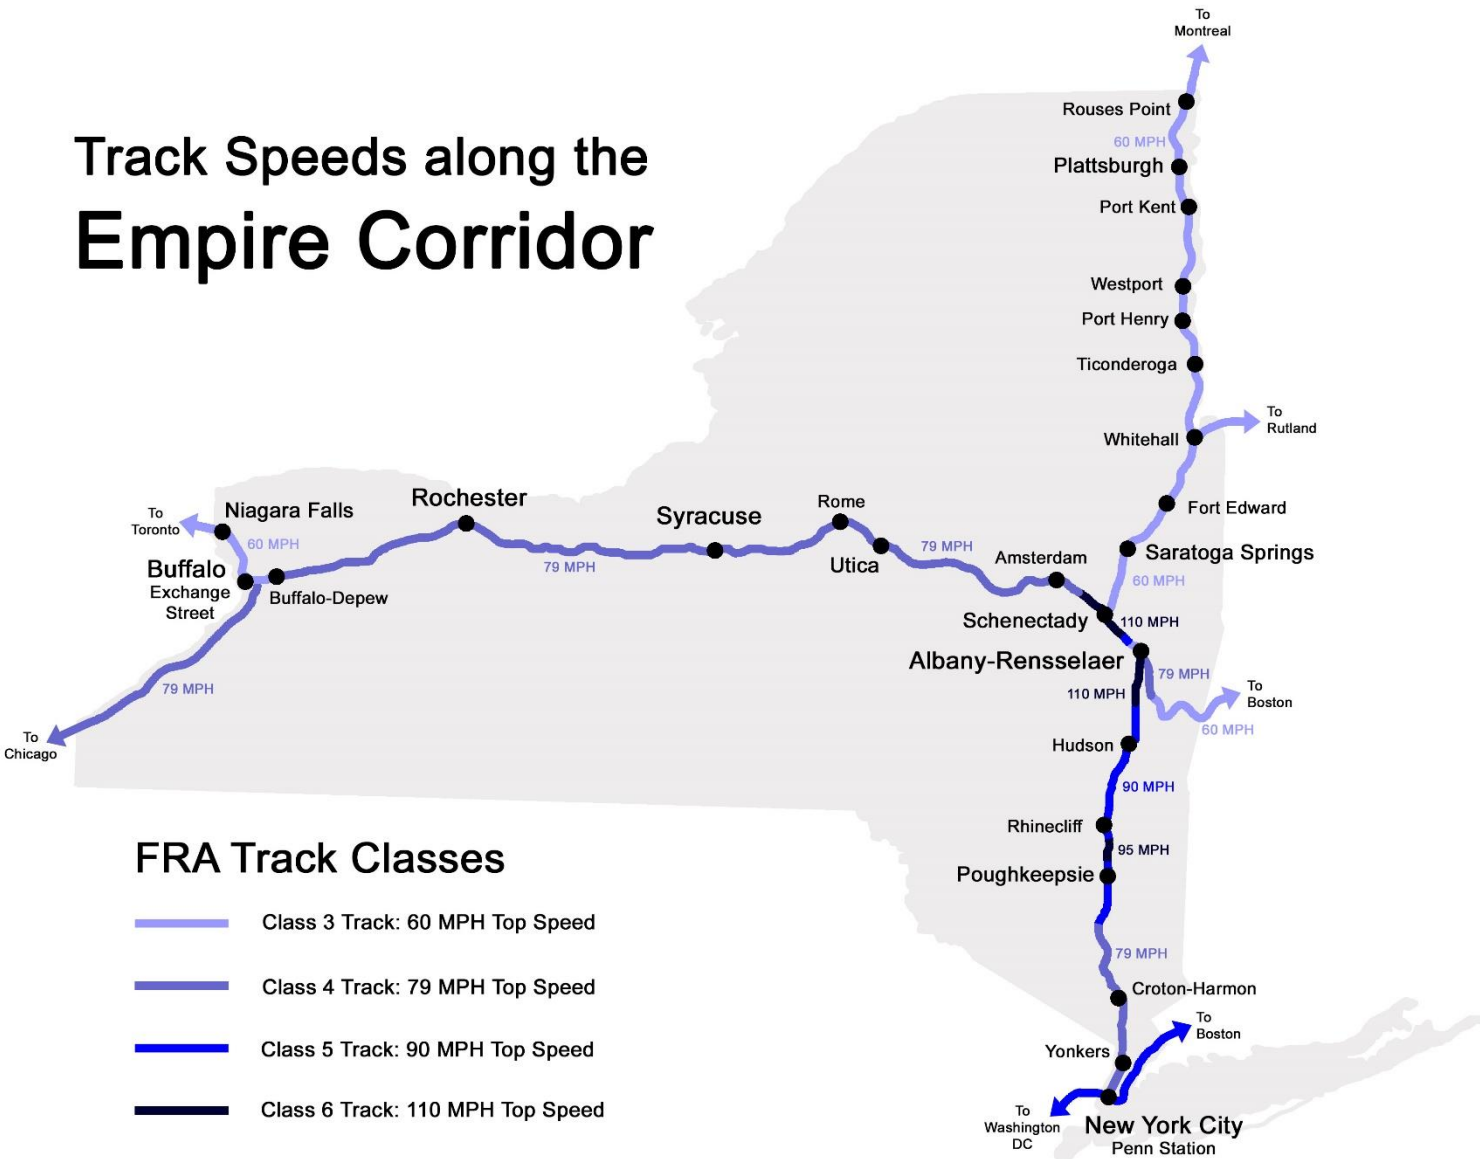 To
Montreal
Rouses Point
60 MPH
Plattsburgh
Port Kent
Track Speeds along the
Empire Corridor
Westport
Port Henry
Ticonderoga
To
Rutland
Whitehall
Fort Edward
To
Toronto
Niagara Falls
60 MPH
Rochester
Syracuse
Rome
Utica
79 MPH
79 MPH
Amsterdam
Saratoga Springs
60 MPH
Buffalo
Exchange
Street
Buffalo-Depew
Schenectady
110 MPH
Albany-Rensselaer
79 MPH
110 MPH
To
Boston
60 MPH
79 MPH
To
Chicago
Hudson
90 MPH
Rhinecliff
95 MPH
Poughkeepsie
79 MPH
Croton-Harmon
To
Boston
Yonkers
To
Washington
DC
New York City
Penn Station
FRA Track Classes
Class 3 Track: 60 MPH Top Speed
Class 4 Track: 79 MPH Top Speed
Class 5 Track: 90 MPH Top Speed
Class 6 Track: 110 MPH Top Speed